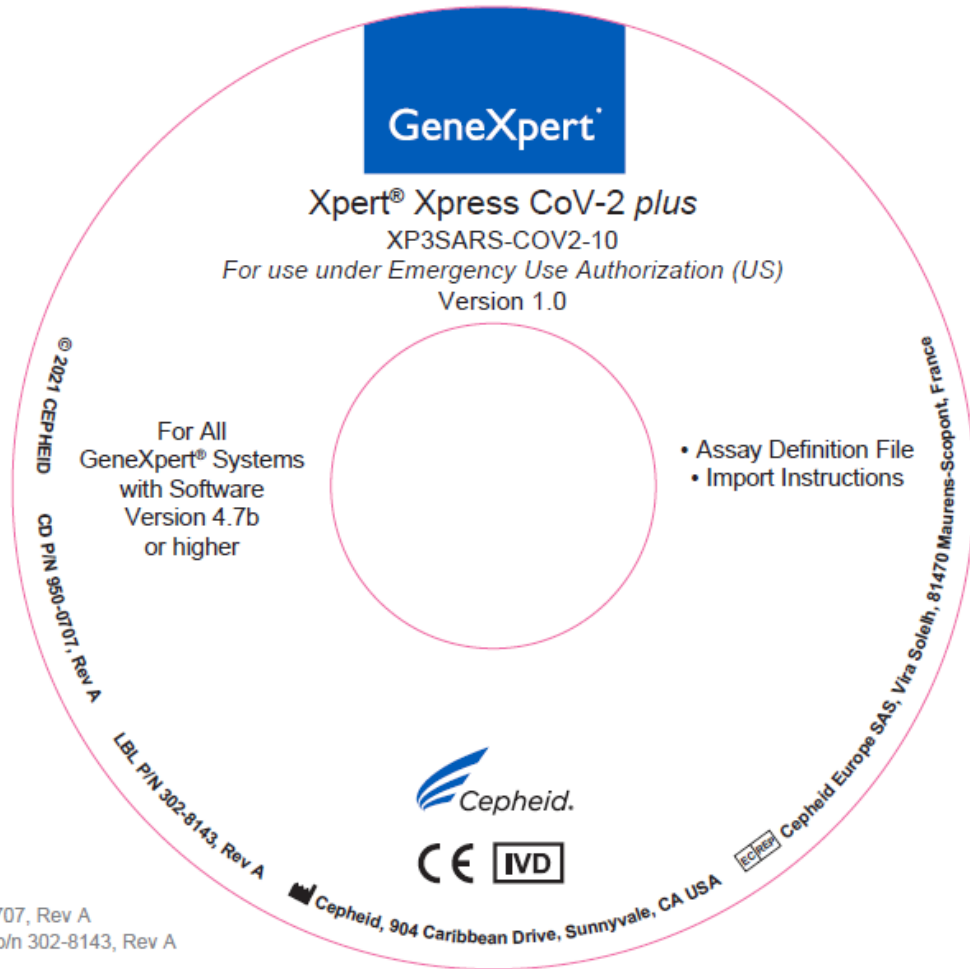 GeneXpert®
Xpert® Xpress CoV-2 plus
XP3SARS-COV2-10
For use under Emergency Use Authorization (US)
Version 1.0
For All
GeneXpert® Systems
with Software
Version 4.7b
or higher
• Assay Definition File
• Import Instructions
© 2021 CEPHEID
CD P/N 950-0707, Rev A
LBL P/N 302-8143, Rev A
Cepheid, 904 Caribbean Drive, Sunnyvale, CA USA
EC REP Cepheid Europe SAS, Vira Soleih, 81470 Maurens-Scopont, France
Cepheid.
CE IVD
707, Rev A
p/n 302-8143, Rev A